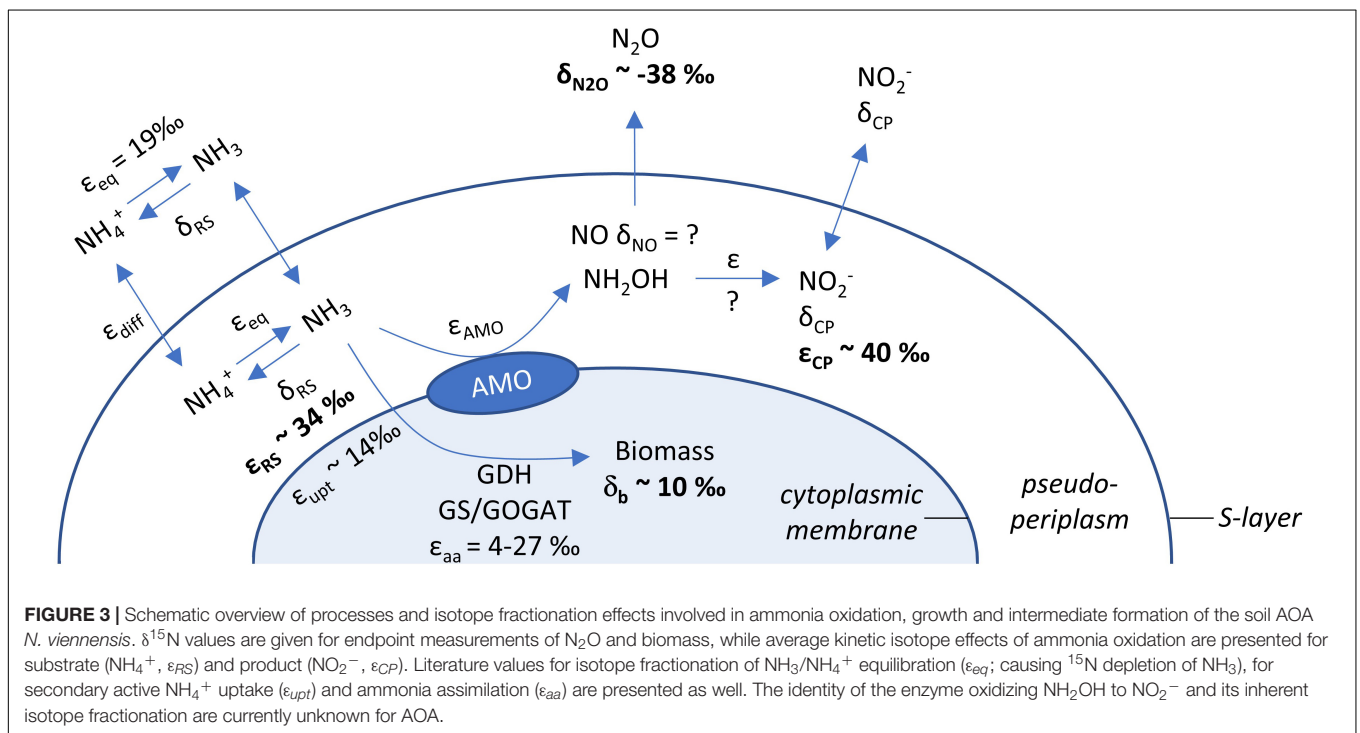 N₂O
δN2O ~ -38 ‰
NO₂⁻
δCP
εeq = 19‰
NH₃
NH₄⁺
δRS
εdiff
εeq
NH₃
NH₄⁺
δRS
εRS ~ 34 ‰
εupt ~ 14‰
εAMO
AMO
NO δNO = ?
NH₂OH
ε
?
NO₂⁻
δCP
εCP ~ 40 ‰
GDH
GS/GOGAT
εaa = 4-27 ‰
Biomass
δb ~ 10 ‰
cytoplasmic
membrane
pseudo-
periplasm
S-layer
FIGURE 3 | Schematic overview of processes and isotope fractionation effects involved in ammonia oxidation, growth and intermediate formation of the soil AOA
N. viennensis. δ¹⁵N values are given for endpoint measurements of N₂O and biomass, while average kinetic isotope effects of ammonia oxidation are presented for
substrate (NH₄⁺, εRS) and product (NO₂⁻, εCP). Literature values for isotope fractionation of NH₃/NH₄⁺ equilibration (εeq; causing ¹⁵N depletion of NH₃), for
secondary active NH₄⁺ uptake (εupt) and ammonia assimilation (εaa) are presented as well. The identity of the enzyme oxidizing NH₂OH to NO₂⁻ and its inherent
isotope fractionation are currently unknown for AOA.